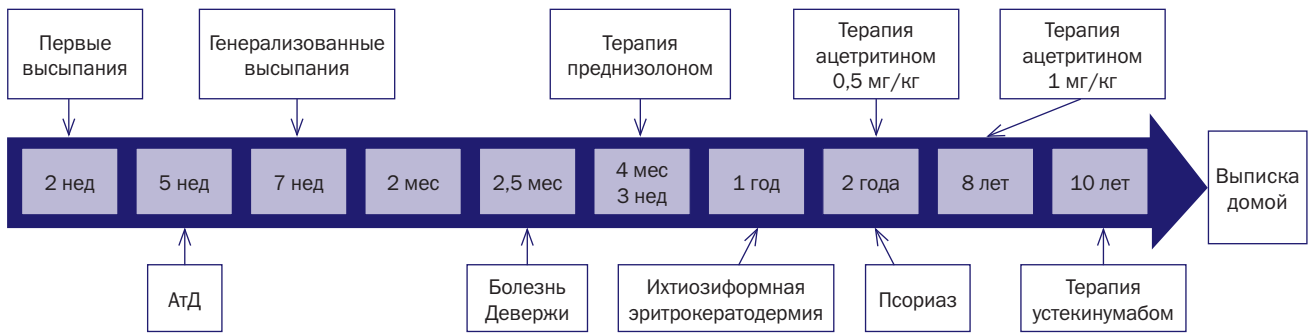 Первые
высыпания
Генерализованные
высыпания
Терапия
преднизолоном
Терапия
ацетритином
0,5 мг/кг
Терапия
ацетритином
1 мг/кг
2 нед
5 нед
7 нед
2 мес
2,5 мес
4 мес
3 нед
1 год
2 года
8 лет
10 лет
Выписка
домой
АтД
Болезнь
Девержи
Ихтиозиформная
эритрокератодермия
Псориаз
Терапия
устекинумабом